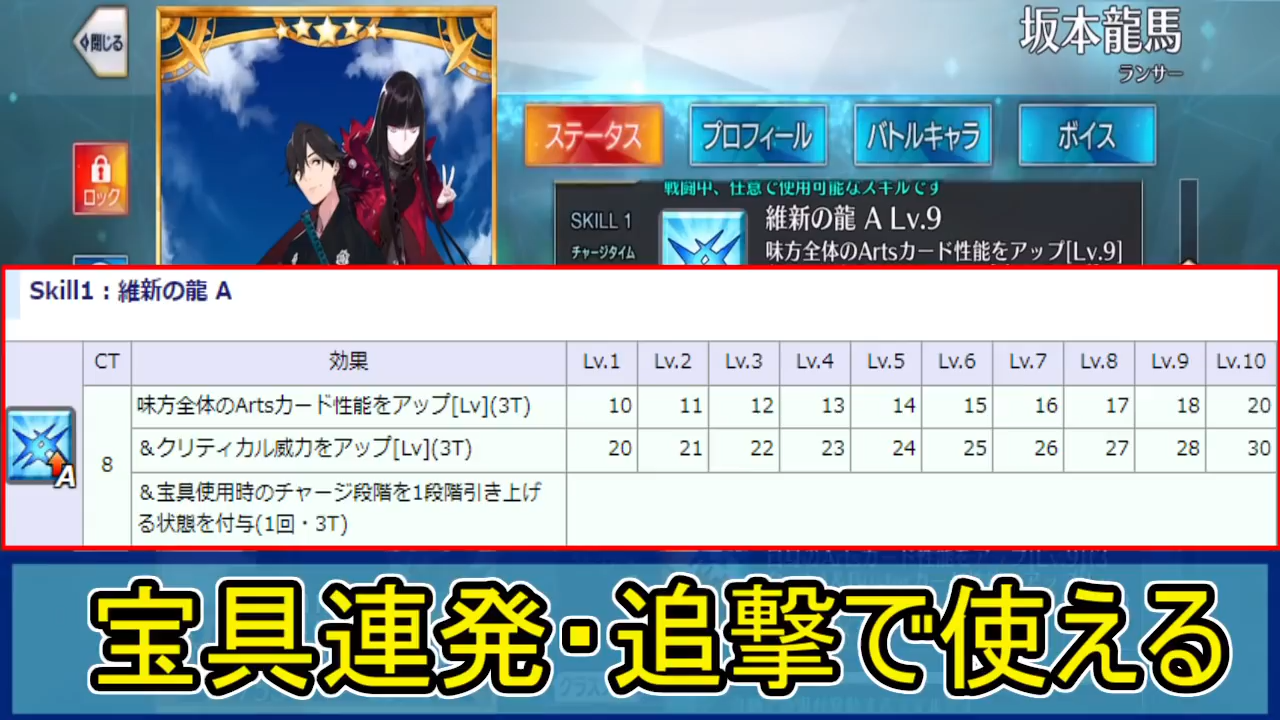 閉じる
坂本龍馬
ランサー
ロック
ステータス
プロフィール
バトルキャラ
ボイス
戦闘中、任意で使用可能なスキルです
SKILL 1
維新の龍 A Lv.9
チャージタイム
味方全体のArtsカード性能をアップ[Lv.9]
Skill1：維新の龍 A
CT 効果 Lv.1 Lv.2 Lv.3 Lv.4 Lv.5 Lv.6 Lv.7 Lv.8 Lv.9 Lv.10
味方全体のArtsカード性能をアップ[Lv](3T) 10 11 12 13 14 15 16 17 18 20
8
＆クリティカル威力をアップ[Lv](3T) 20 21 22 23 24 25 26 27 28 30
＆宝具使用時のチャージ段階を1段階引き上げ
る状態を付与(1回・3T)
A
宝具連発・追撃で使える